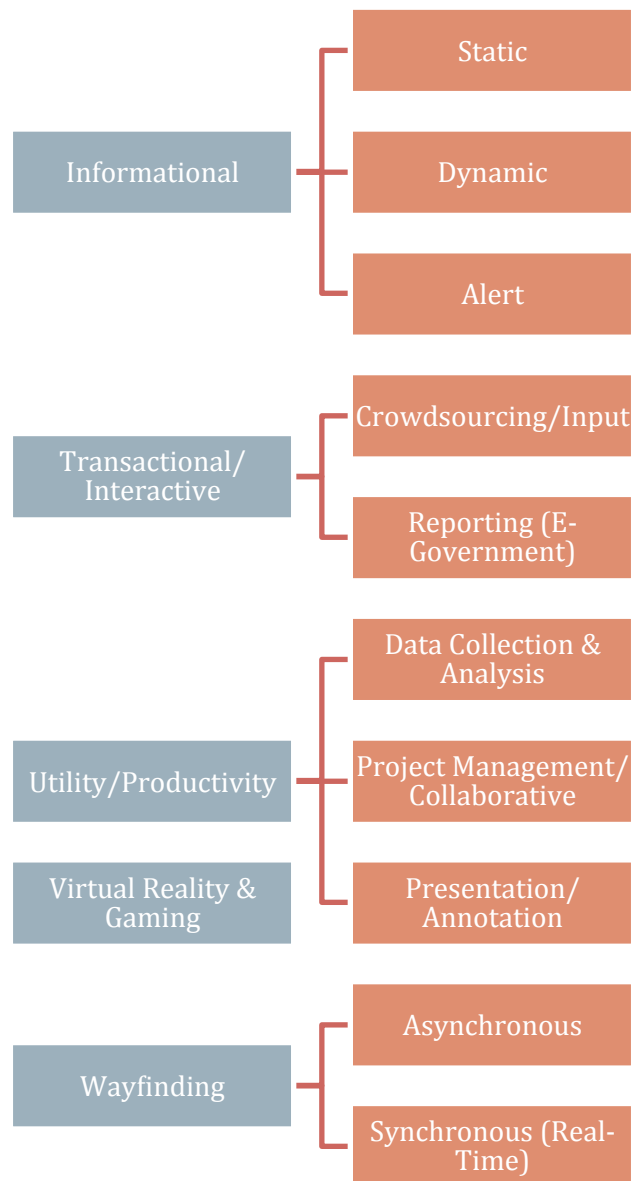 Informational
Static
Dynamic
Alert
Transactional/
Interactive
Crowdsourcing/Input
Reporting (E-
Government)
Utility/Productivity
Data Collection &
Analysis
Project Management/
Collaborative
Presentation/
Annotation
Virtual Reality &
Gaming
Wayfinding
Asynchronous
Synchronous (Real-
Time)